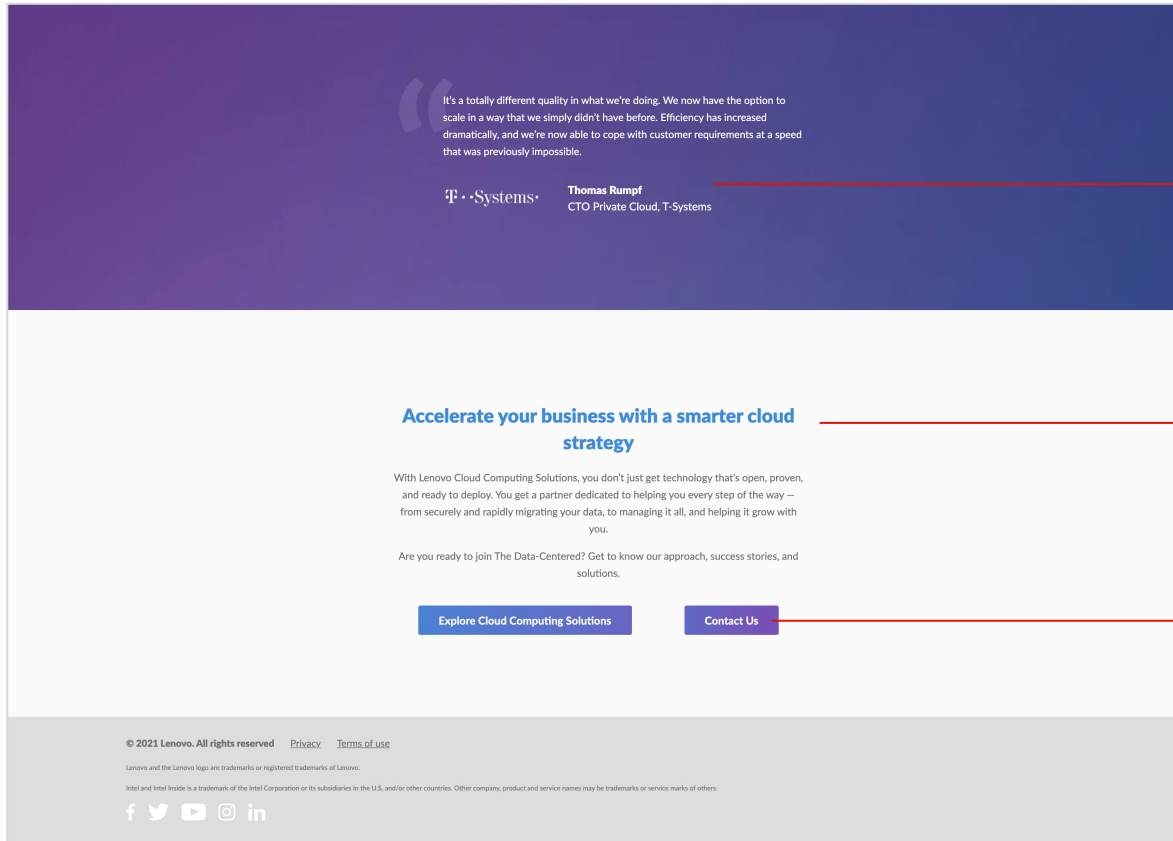 It's a totally different quality in what we're doing. We now have the option to
scale in a way that we simply didn't have before. Efficiency has increased
dramatically, and we're now able to cope with customer requirements at a speed
that was previously impossible.
T··Systems·
Thomas Rumpf
CTO Private Cloud, T-Systems
Accelerate your business with a smarter cloud
strategy
With Lenovo Cloud Computing Solutions, you don't just get technology that's open, proven,
and ready to deploy. You get a partner dedicated to helping you every step of the way —
from securely and rapidly migrating your data, to managing it all, and helping it grow with
you.
Are you ready to join The Data-Centered? Get to know our approach, success stories, and
solutions.
Explore Cloud Computing Solutions
Contact Us
© 2021 Lenovo. All rights reserved Privacy Terms of use
Lenovo and the Lenovo logo are trademarks or registered trademarks of Lenovo.
Intel and Intel Inside is a trademark of the Intel Corporation or its subsidiaries in the U.S. and/or other countries. Other company, product and service names may be trademarks or service marks of others.